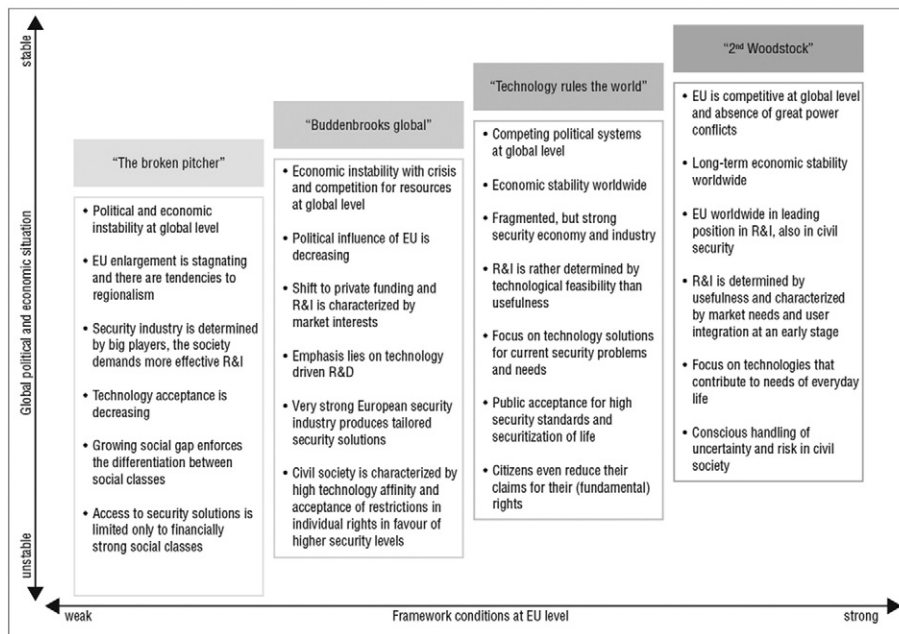 stable
Global political and economic situation
unstable
"The broken pitcher"
• Political and economic
instability at global level
• EU enlargement is stagnating
and there are tendencies to
regionalism
• Security industry is determined
by big players, the society
demands more effective R&I
• Technology acceptance is
decreasing
• Growing social gap enforces
the differentiation between
social classes
• Access to security solutions is
limited only to financially
strong social classes
"Buddenbrooks global"
• Economic instability with crisis
and competition for resources
at global level
• Political influence of EU is
decreasing
• Shift to private funding and
R&I is characterized by
market interests
• Emphasis lies on technology
driven R&D
• Very strong European security
industry produces tailored
security solutions
• Civil society is characterized by
high technology affinity and
acceptance of restrictions in
individual rights in favour of
higher security levels
"Technology rules the world"
• Competing political systems
at global level
• Economic stability worldwide
• Fragmented, but strong
security economy and industry
• R&I is rather determined by
technological feasibility than
usefulness
• Focus on technology solutions
for current security problems
and needs
• Public acceptance for high
security standards and
securitization of life
• Citizens even reduce their
claims for their (fundamental)
rights
"2nd Woodstock"
• EU is competitive at global level
and absence of great power
conflicts
• Long-term economic stability
worldwide
• EU worldwide in leading
position in R&I, also in civil
security
• R&I is determined by
usefulness and characterized
by market needs and user
integration at an early stage
• Focus on technologies that
contribute to needs of everyday
life
• Conscious handling of
uncertainty and risk in civil
society
weak
Framework conditions at EU level
strong